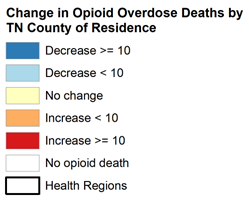 Change in Opioid Overdose Deaths by
TN County of Residence
Decrease >= 10
Decrease < 10
No change
Increase < 10
Increase >= 10
No opioid death
Health Regions